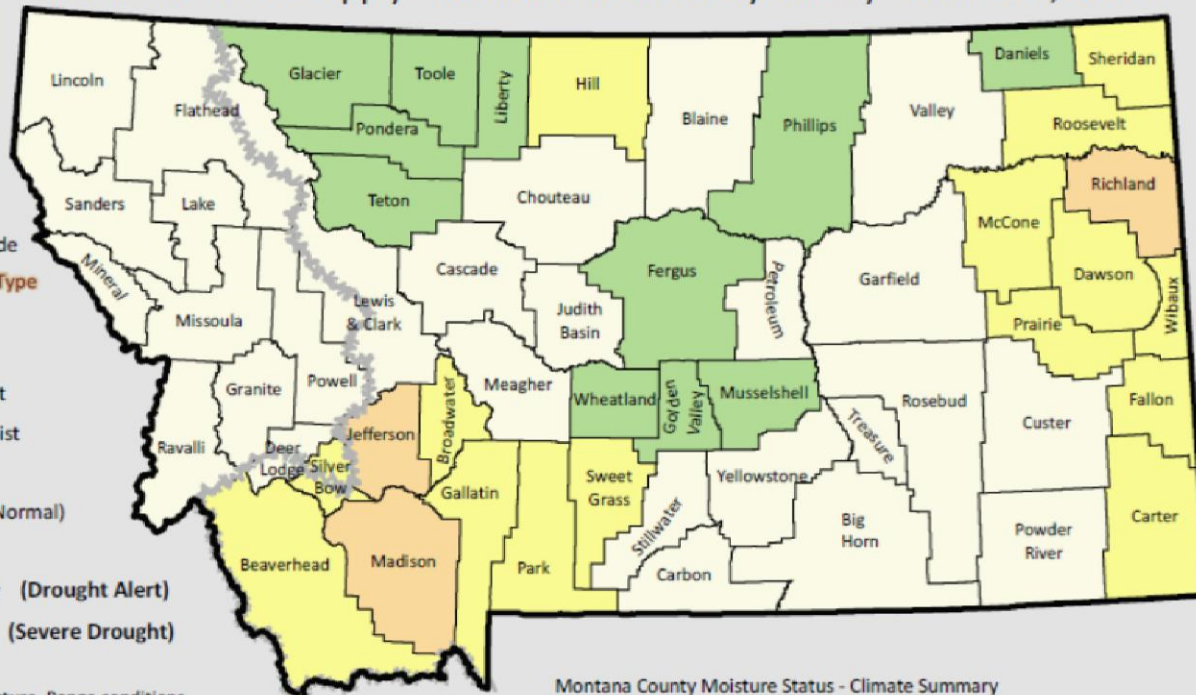 Lincoln
Flathead
Glacier
Toole
Liberty
Hill
Blaine
Phillips
Valley
Daniels
Sheridan
Roosevelt
Pondera
Teton
Chouteau
Sanders
Lake
Richland
McCone
Mineral
Missoula
Lewis
& Clark
Cascade
Judith
Basin
Fergus
Petroleum
Garfield
Dawson
Wibaux
Prairie
Type
Granite
Powell
Meagher
Wheatland
Golden
Valley
Musselshell
Rosebud
Treasure
Custer
Fallon
Ravalli
Deer
Lodge
Silver
Bow
Jefferson
Broadwater
Gallatin
Sweet
Grass
Stillwater
Yellowstone
Big
Horn
Powder
River
Carter
Normal)
Beaverhead
Madison
Park
Carbon
(Drought Alert)
(Severe Drought)
Montana County Moisture Status - Climate Summary